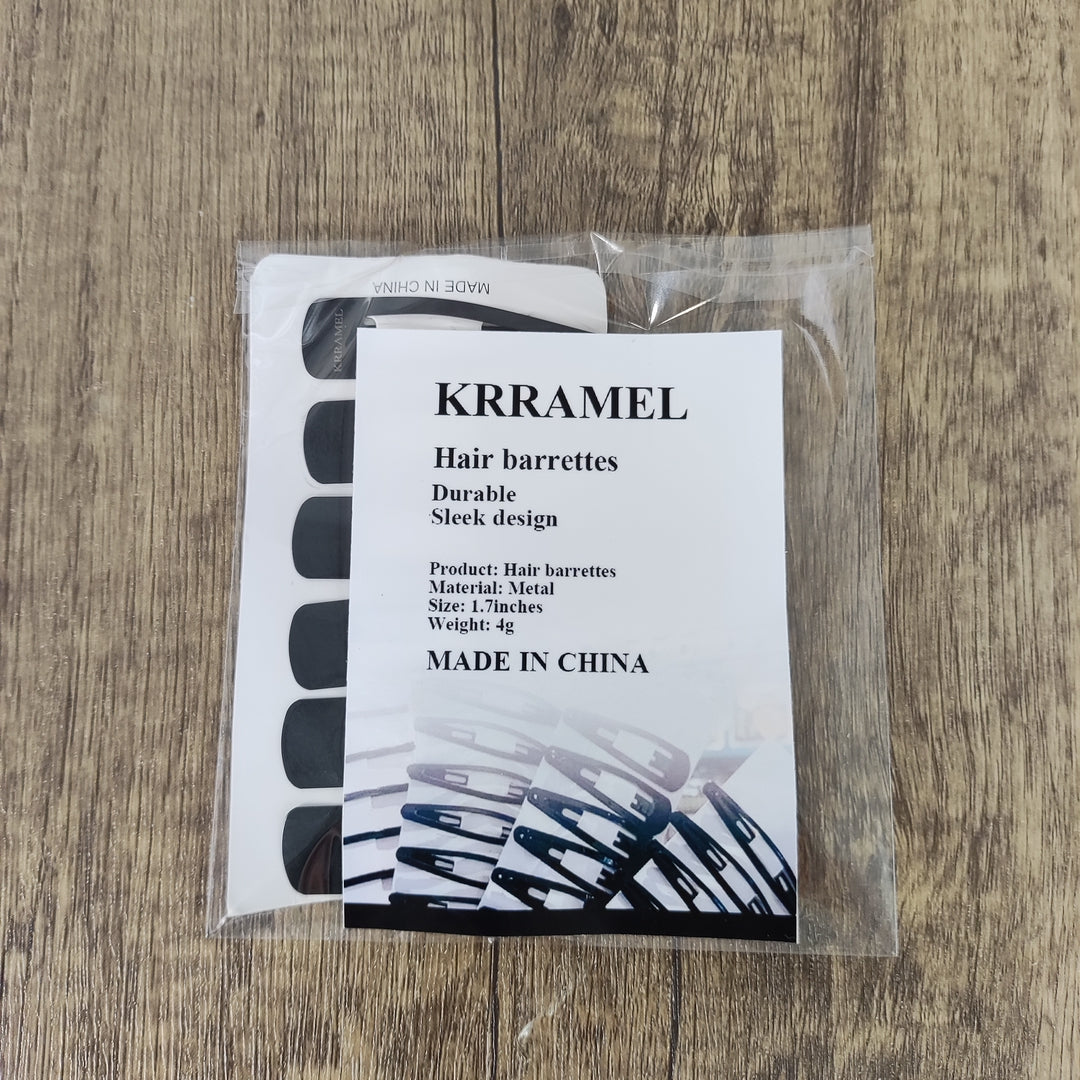 MADE IN CHINA
KRRAMEL
KRRAMEL
Hair barrettes
Durable
Sleek design
Product: Hair barrettes
Material: Metal
Size: 1.7inches
Weight: 4g
MADE IN CHINA